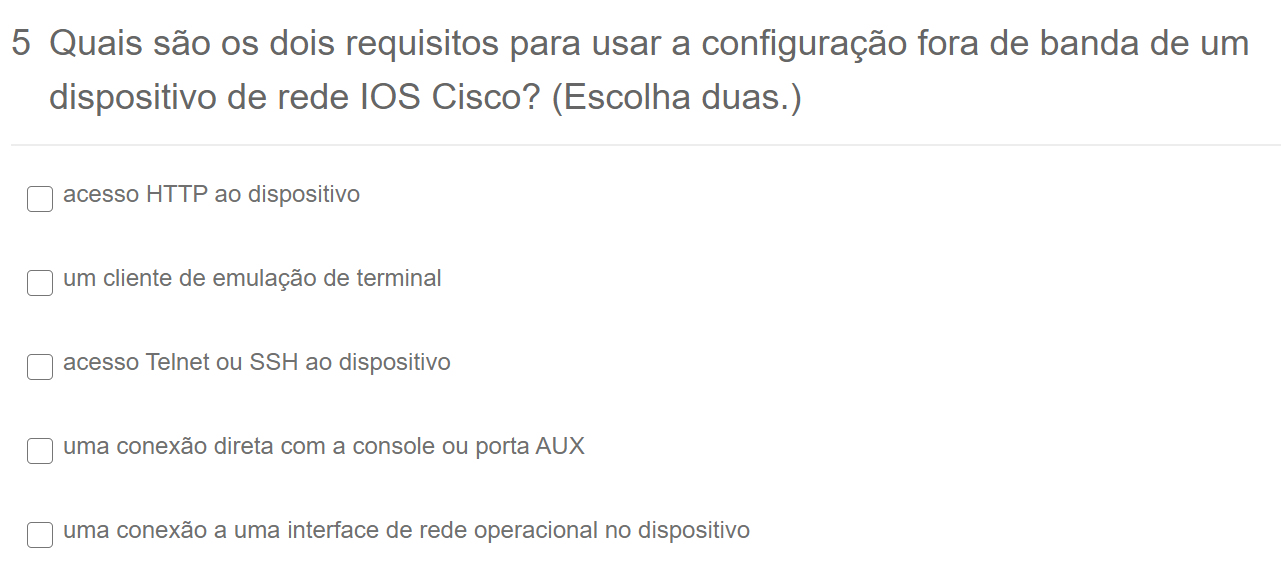 5 Quais são os dois requisitos para usar a configuração fora de banda de um
dispositivo de rede IOS Cisco? (Escolha duas.)
acesso HTTP ao dispositivo
um cliente de emulação de terminal
acesso Telnet ou SSH ao dispositivo
uma conexão direta com a console ou porta AUX
uma conexão a uma interface de rede operacional no dispositivo